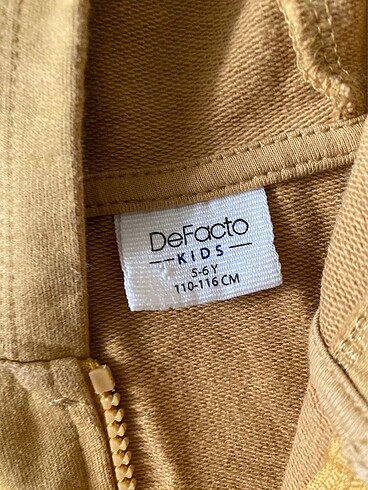 DeFacto
KIDS
5-6 Y
110-116 CM